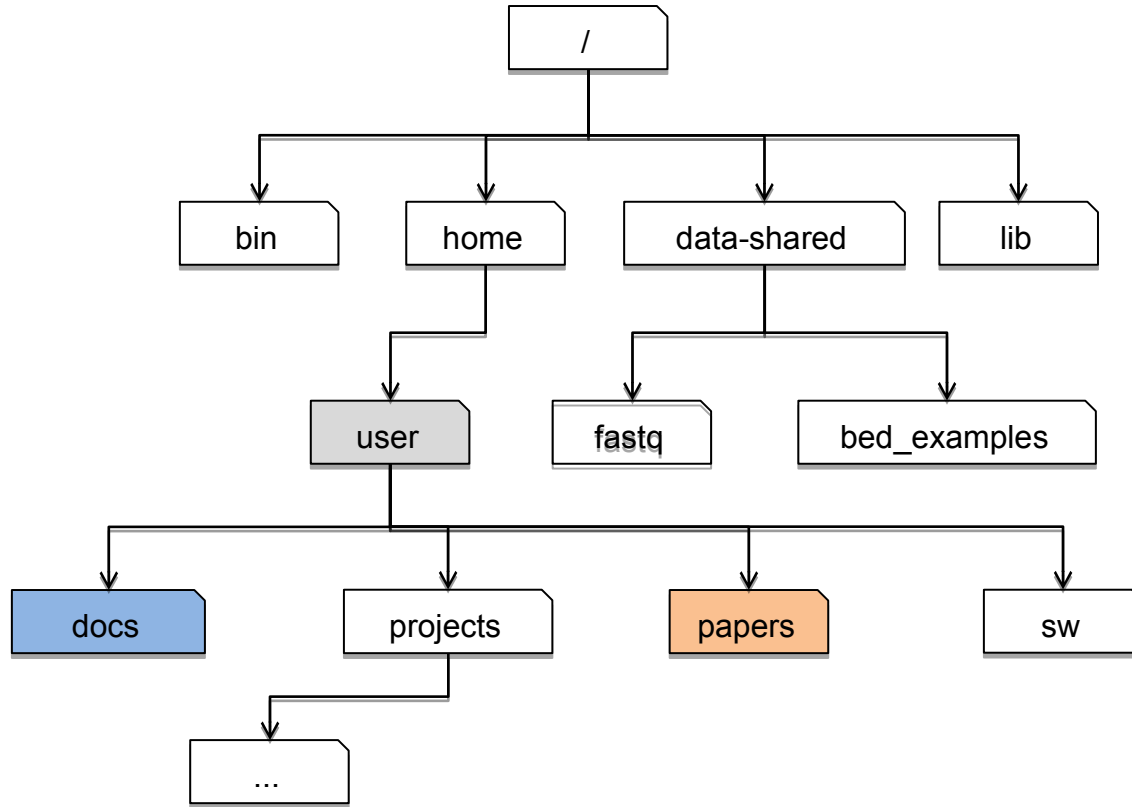 /
bin
home
data-shared
lib
user
fastq
bed_examples
docs
projects
papers
sw
...